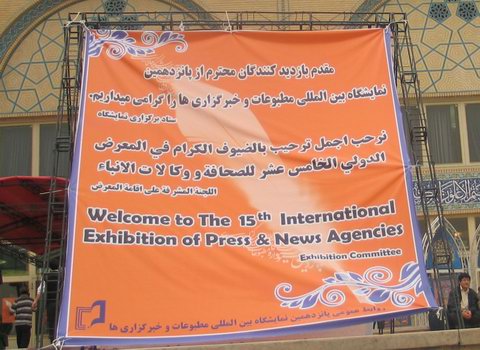 مقدم بازدید کنندگان محترم از پانزدهمین
نمایشگاه بین المللی مطبوعات و خبرگزاری ها را گرامی میداریم.
ستاد برگزاری نمایشگاه
نرحب اجمل ترحيب بالضيوف الكرام في المعرض
الدولي الخامس عشر للصحافة و وكالات الانباء
اللجنة المشرفة على اقامة المعرض
Welcome to The 15th International
Exhibition of Press & News Agencies
Exhibition Committee
روابط عمومی پانزدهمین نمایشگاه بین المللی مطبوعات و خبرگزاری ها